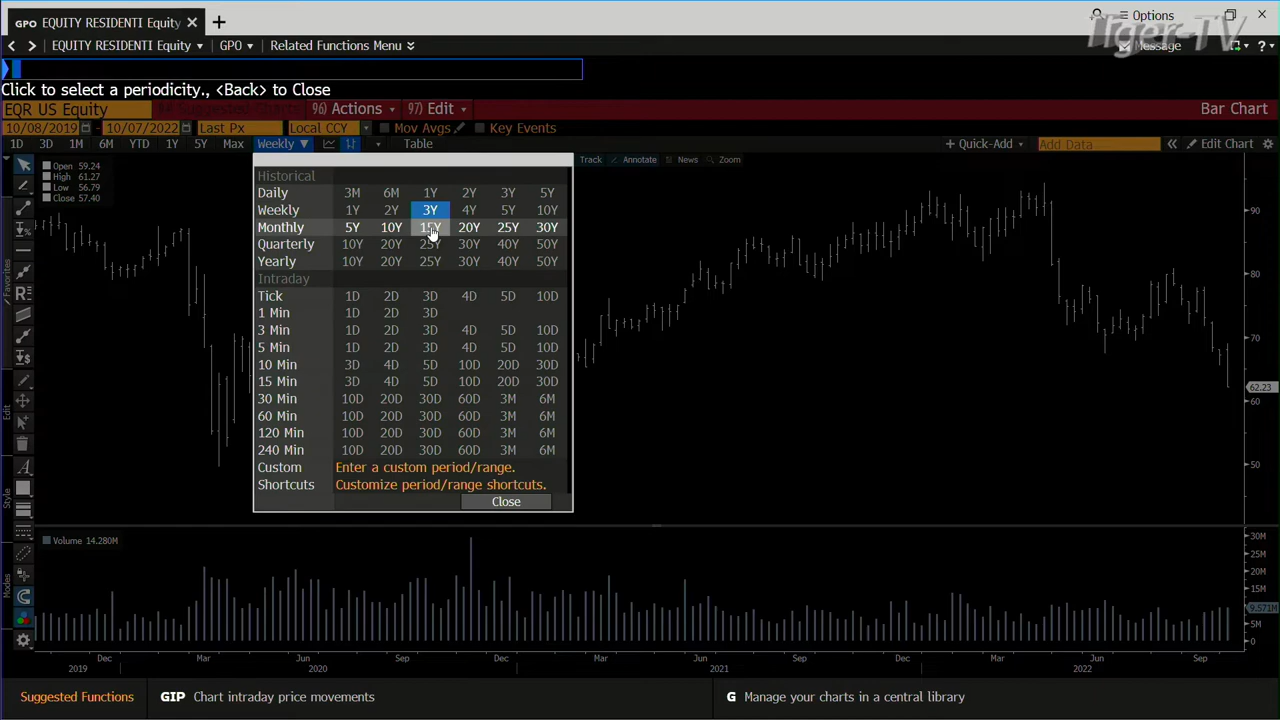 GPO EQUITY RESIDENTI Equity × +
Options
Tiger-TV
EQUITY RESIDENTI Equity GPO Related Functions Menu Message ?
Click to select a periodicity., <Back> to Close
EQR US Equity 96) Actions 97) Edit Bar Chart
10/08/2019 - 10/07/2022 Last Px Local CCY Mov Avgs Key Events
1D 3D 1M 6M YTD 1Y 5Y Max Weekly ▼ Table + Quick-Add Add Data « Edit Chart
Track Annotate News Zoom
Open 59.24
High 61.27
Low 56.79
Close 57.40
Historical
Daily 3M 6M 1Y 2Y 3Y 5Y
Weekly 1Y 2Y 3Y 4Y 5Y 10Y
Monthly 5Y 10Y 15Y 20Y 25Y 30Y
Quarterly 10Y 20Y 25Y 30Y 40Y 50Y
Yearly 10Y 20Y 25Y 30Y 40Y 50Y
Intraday
Tick 1D 2D 3D 4D 5D 10D
1 Min 1D 2D 3D
3 Min 1D 2D 3D 4D 5D 10D
5 Min 1D 2D 3D 4D 5D 10D
10 Min 3D 4D 5D 10D 20D 30D
15 Min 3D 4D 5D 10D 20D 30D
30 Min 10D 20D 30D 60D 3M 6M
60 Min 10D 20D 30D 60D 3M 6M
120 Min 10D 20D 30D 60D 3M 6M
240 Min 10D 20D 30D 60D 3M 6M
Custom Enter a custom period/range.
Shortcuts Customize period/range shortcuts.
Close
90
80
70
62.23
60
50
Favorites
Edit
Style
Modes
Volume 14.280M
30M
20M
15M
9.571M
5M
0
Dec Mar Jun Sep Dec Mar Jun Sep Dec Mar Jun Sep
2019 2020 2021 2022
Suggested Functions GIP Chart intraday price movements G Manage your charts in a central library